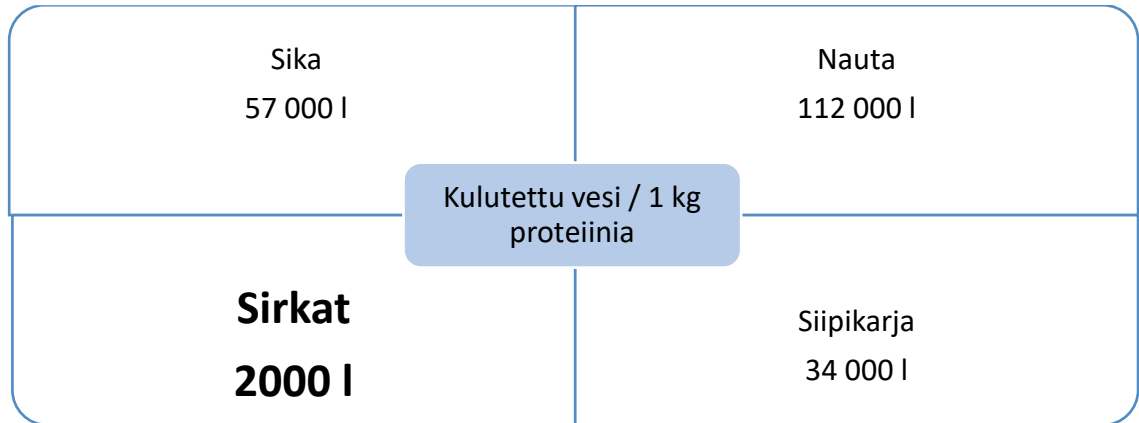 Sika
57 000 l
Nauta
112 000 l
Kulutettu vesi / 1 kg
proteiinia
Sirkat
2000 l
Siipikarja
34 000 l